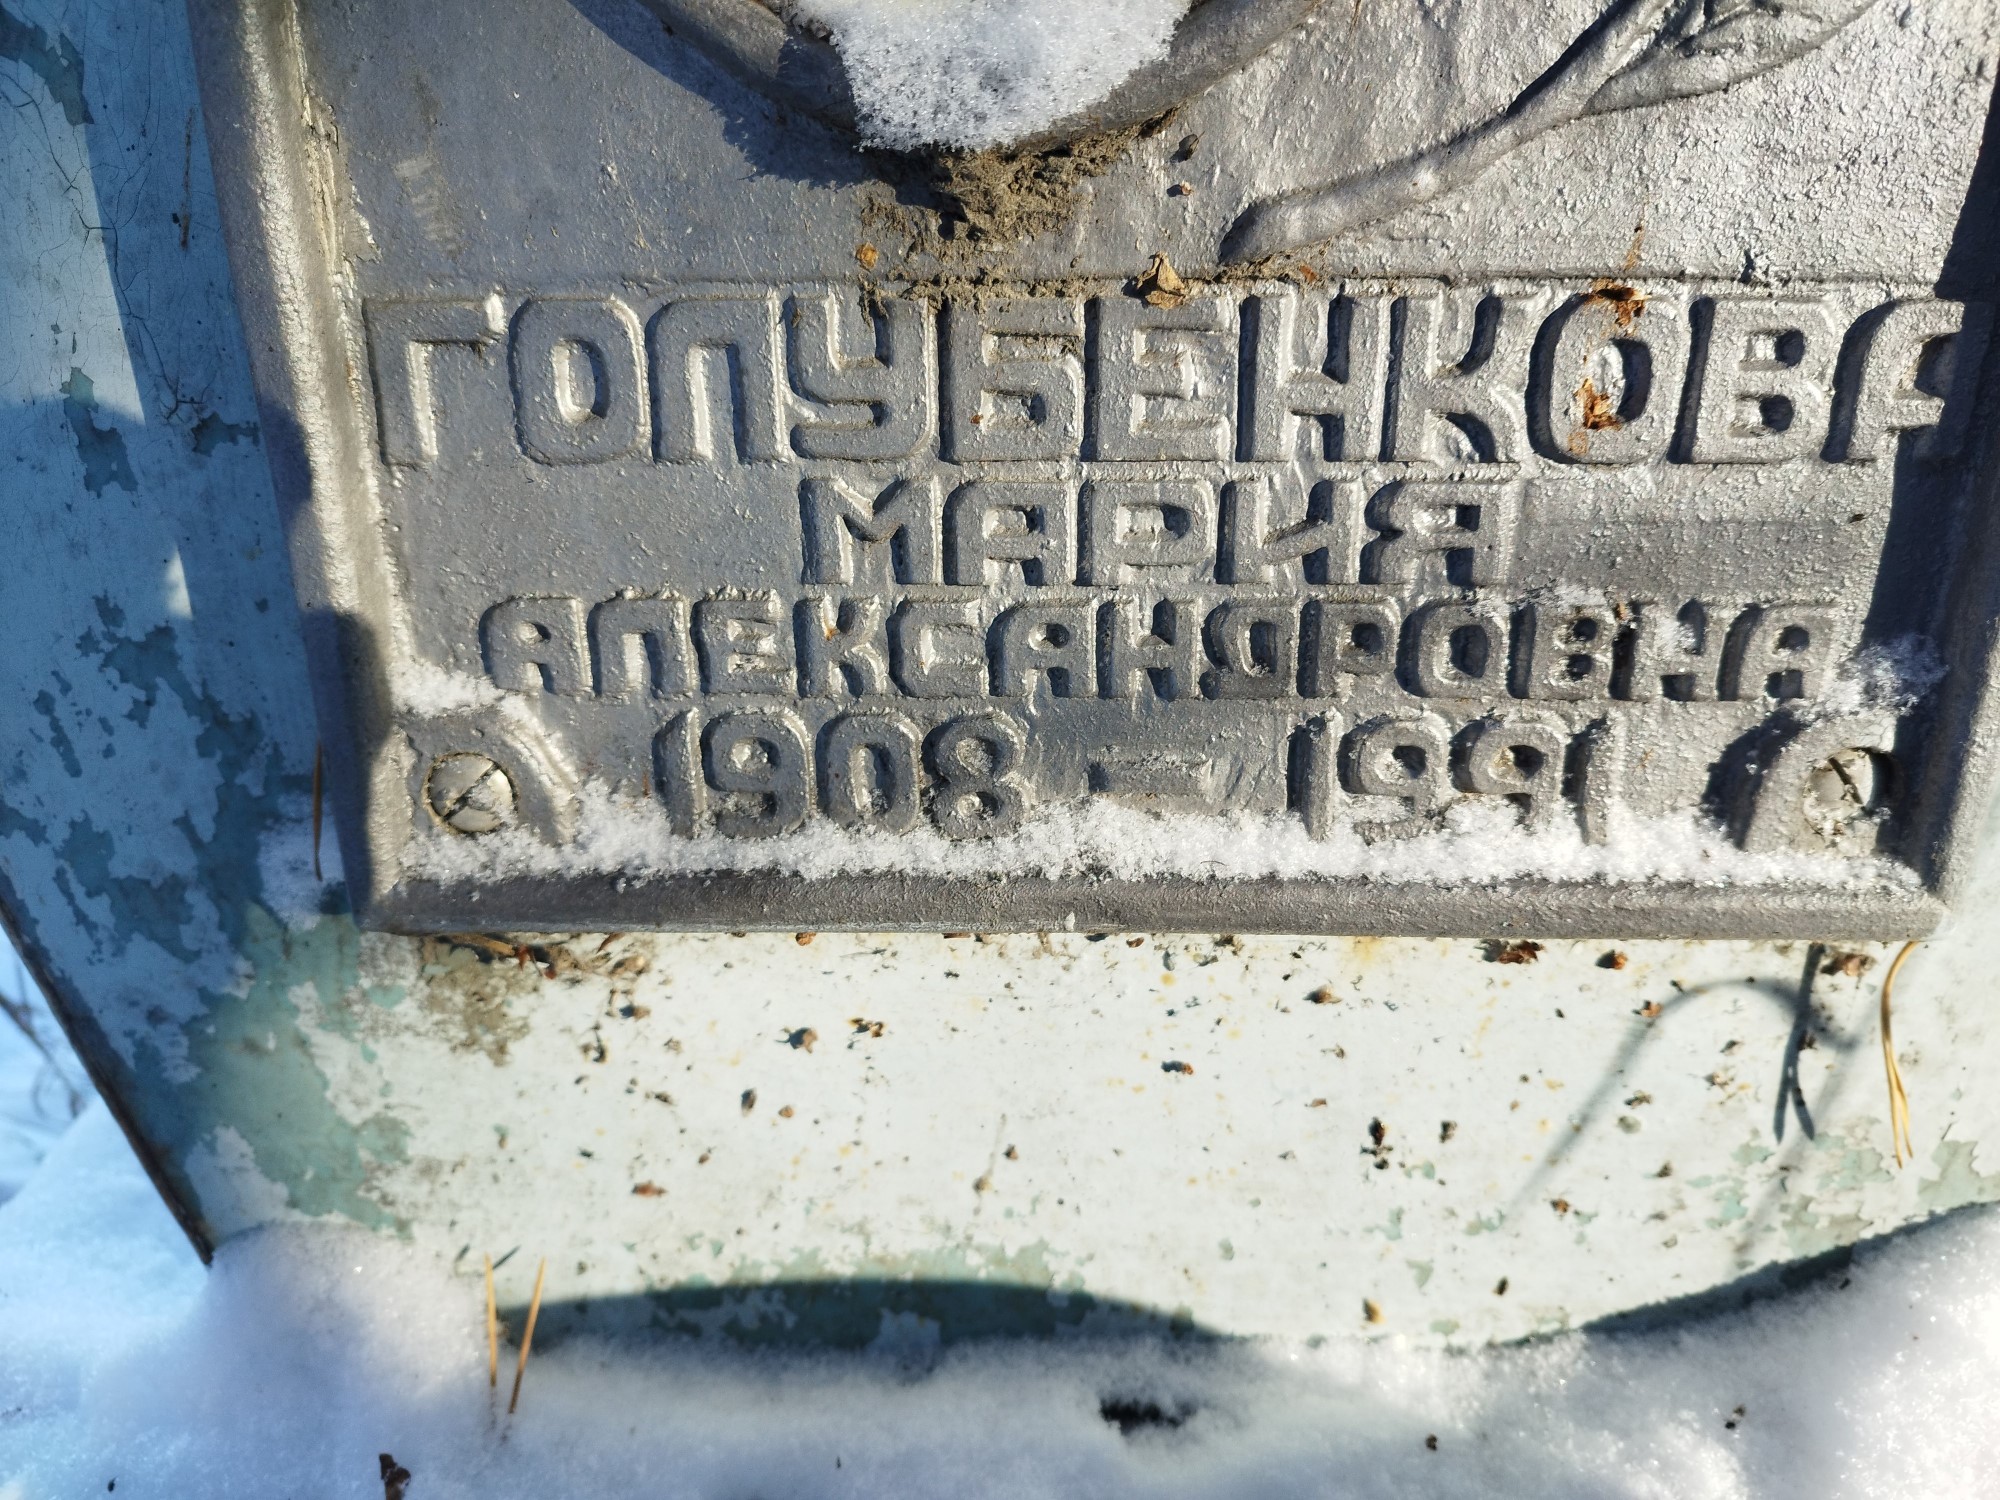 ГОЛУБЕНКОВА
МАРИЯ
АЛЕКСАНДРОВНА
1908 – 1991